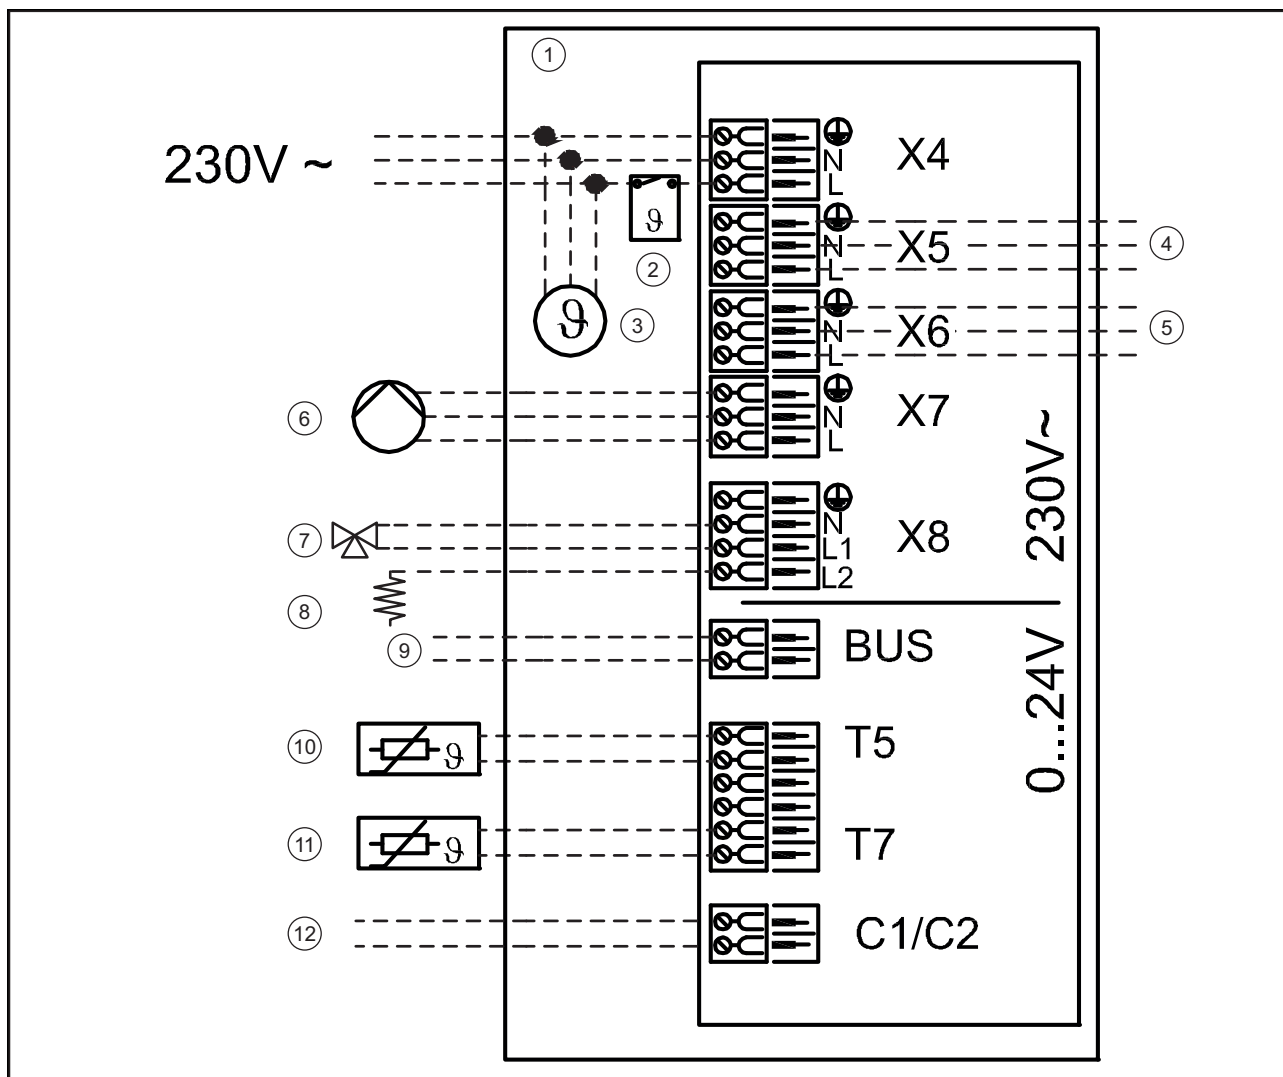 1
230V ~
N
L
X4
ϑ
2
N
L
X5
4
ϑ
3
N
L
X6
5
6
N
L
X7
230V~
7
N
L1
L2
X8
8
9
BUS
0...24V
10
ϑ
T5
11
ϑ
T7
12
C1/C2